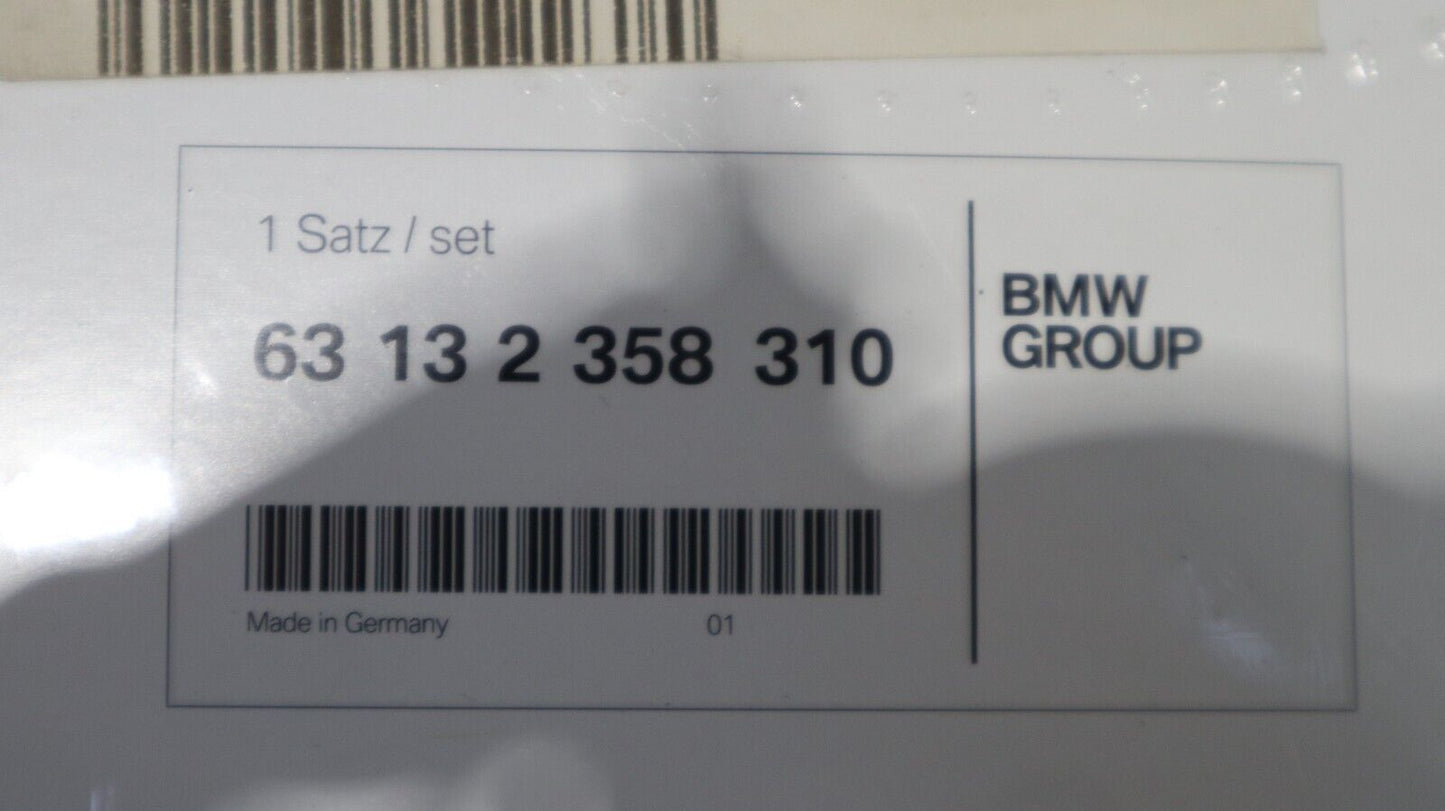 1 Satz / set
63 13 2 358 310
BMW
GROUP
Made in Germany 01